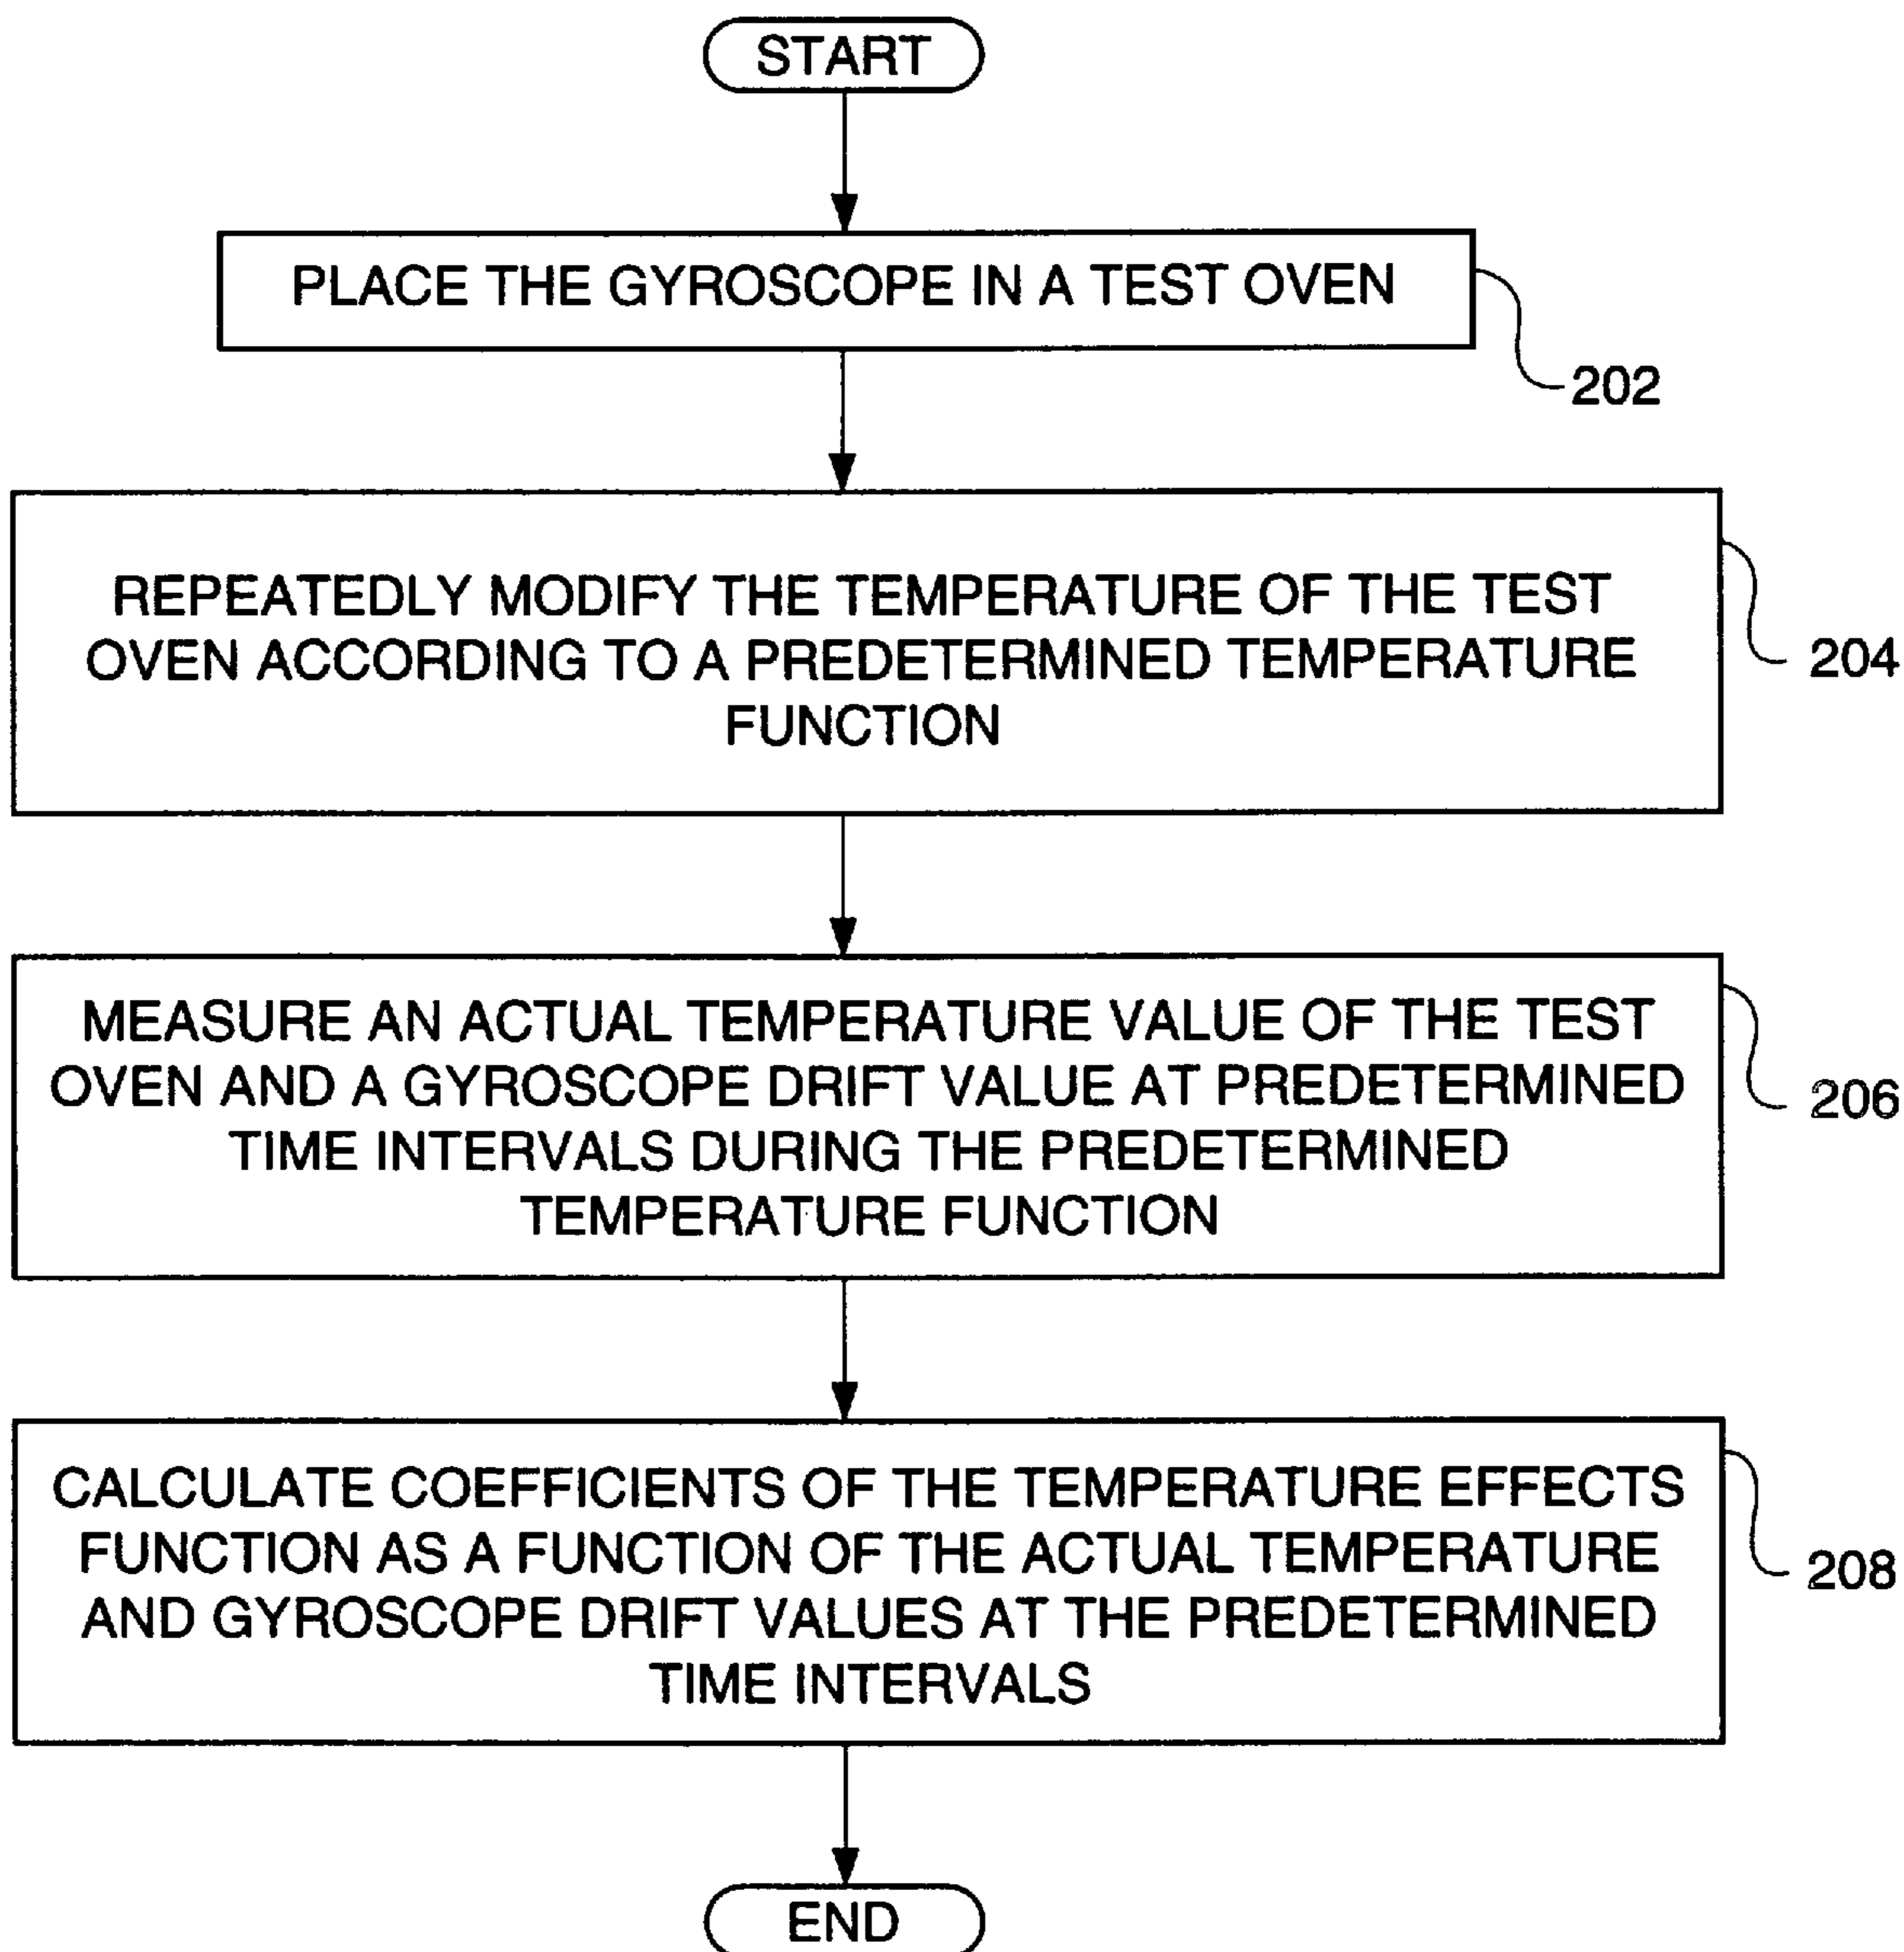 START
PLACE THE GYROSCOPE IN A TEST OVEN
202
REPEATEDLY MODIFY THE TEMPERATURE OF THE TEST
OVEN ACCORDING TO A PREDETERMINED TEMPERATURE
FUNCTION
204
MEASURE AN ACTUAL TEMPERATURE VALUE OF THE TEST
OVEN AND A GYROSCOPE DRIFT VALUE AT PREDETERMINED
TIME INTERVALS DURING THE PREDETERMINED
TEMPERATURE FUNCTION
206
CALCULATE COEFFICIENTS OF THE TEMPERATURE EFFECTS
FUNCTION AS A FUNCTION OF THE ACTUAL TEMPERATURE
AND GYROSCOPE DRIFT VALUES AT THE PREDETERMINED
TIME INTERVALS
208
END